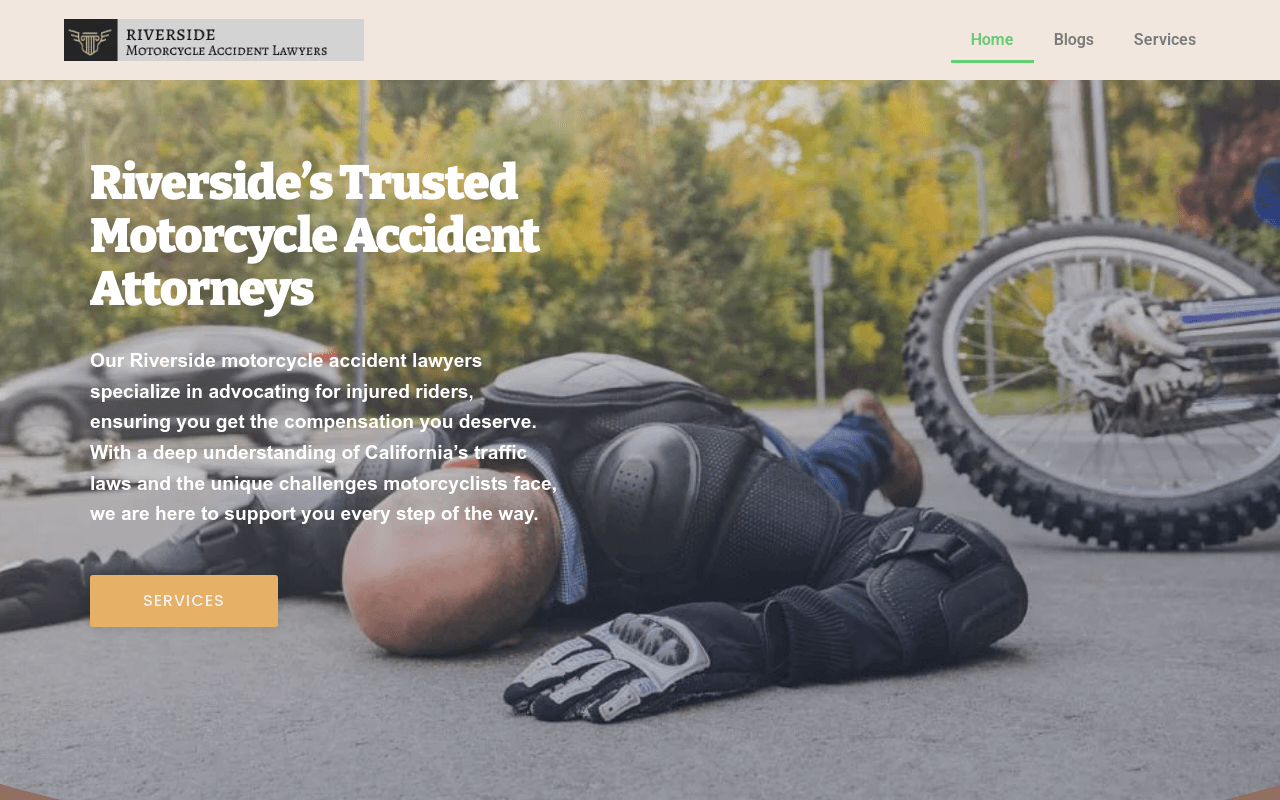 RIVERSIDE
MOTORCYCLE ACCIDENT LAWYERS
Home
Blogs
Services
Riverside’s Trusted
Motorcycle Accident
Attorneys
Our Riverside motorcycle accident lawyers
specialize in advocating for injured riders,
ensuring you get the compensation you deserve.
With a deep understanding of California’s traffic
laws and the unique challenges motorcyclists face,
we are here to support you every step of the way.
SERVICES